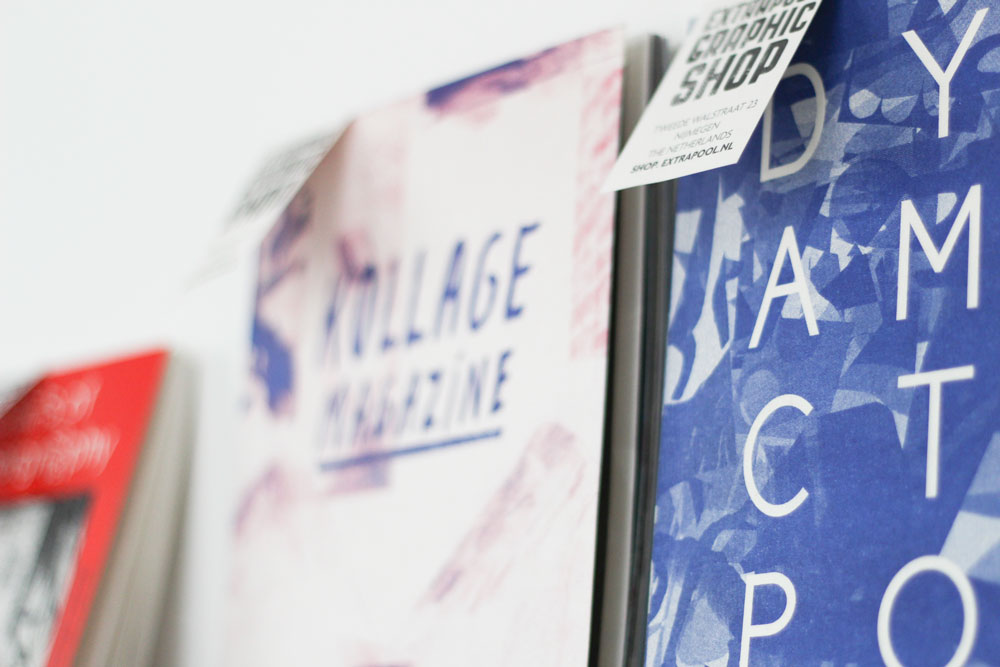 EXTRAPOOL
GRAPHIC
SHOP
TWEEDE WALSTRAAT 23
NIJMEGEN
THE NETHERLANDS
SHOP.EXTRAPOOL.NL
KOLLAGE
MAGAZINE
D Y
A M
C T
P O